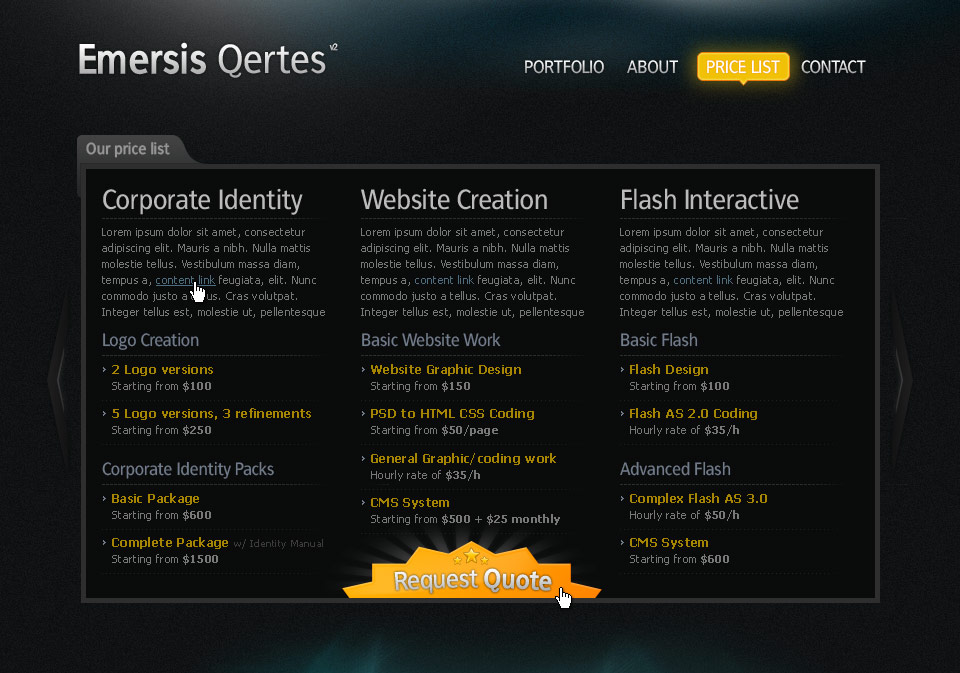 Emersis Qertes v2
PORTFOLIO ABOUT PRICE LIST CONTACT
Our price list
Corporate Identity
Lorem ipsum dolor sit amet, consectetur
adipiscing elit. Mauris a nibh. Nulla mattis
molestie tellus. Vestibulum massa diam,
tempus a, content link feugiata, elit. Nunc
commodo justo a tellus. Cras volutpat.
Integer tellus est, molestie ut, pellentesque
Logo Creation
› 2 Logo versions
Starting from $100
› 5 Logo versions, 3 refinements
Starting from $250
Corporate Identity Packs
› Basic Package
Starting from $600
› Complete Package w/ Identity Manual
Starting from $1500
Website Creation
Lorem ipsum dolor sit amet, consectetur
adipiscing elit. Mauris a nibh. Nulla mattis
molestie tellus. Vestibulum massa diam,
tempus a, content link feugiata, elit. Nunc
commodo justo a tellus. Cras volutpat.
Integer tellus est, molestie ut, pellentesque
Basic Website Work
› Website Graphic Design
Starting from $150
› PSD to HTML CSS Coding
Starting from $50/page
› General Graphic/coding work
Hourly rate of $35/h
› CMS System
Starting from $500 + $25 monthly
Request Quote
Flash Interactive
Lorem ipsum dolor sit amet, consectetur
adipiscing elit. Mauris a nibh. Nulla mattis
molestie tellus. Vestibulum massa diam,
tempus a, content link feugiata, elit. Nunc
commodo justo a tellus. Cras volutpat.
Integer tellus est, molestie ut, pellentesque
Basic Flash
› Flash Design
Starting from $100
› Flash AS 2.0 Coding
Hourly rate of $35/h
Advanced Flash
› Complex Flash AS 3.0
Hourly rate of $50/h
› CMS System
Starting from $600